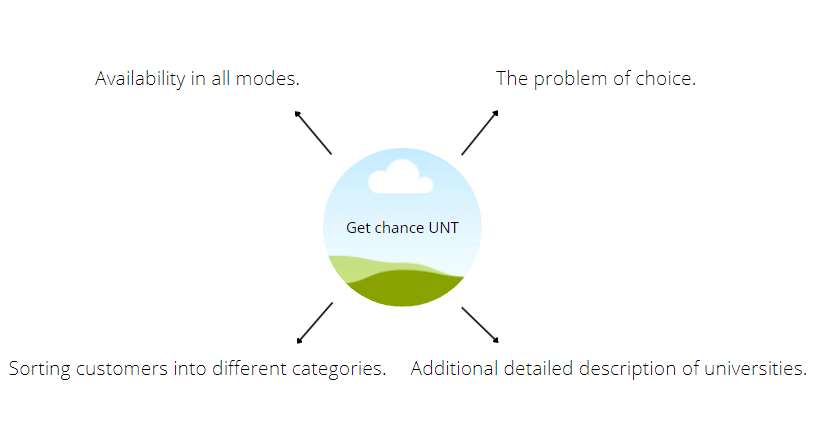 Availability in all modes.
The problem of choice.
Get chance UNT
Sorting customers into different categories.
Additional detailed description of universities.